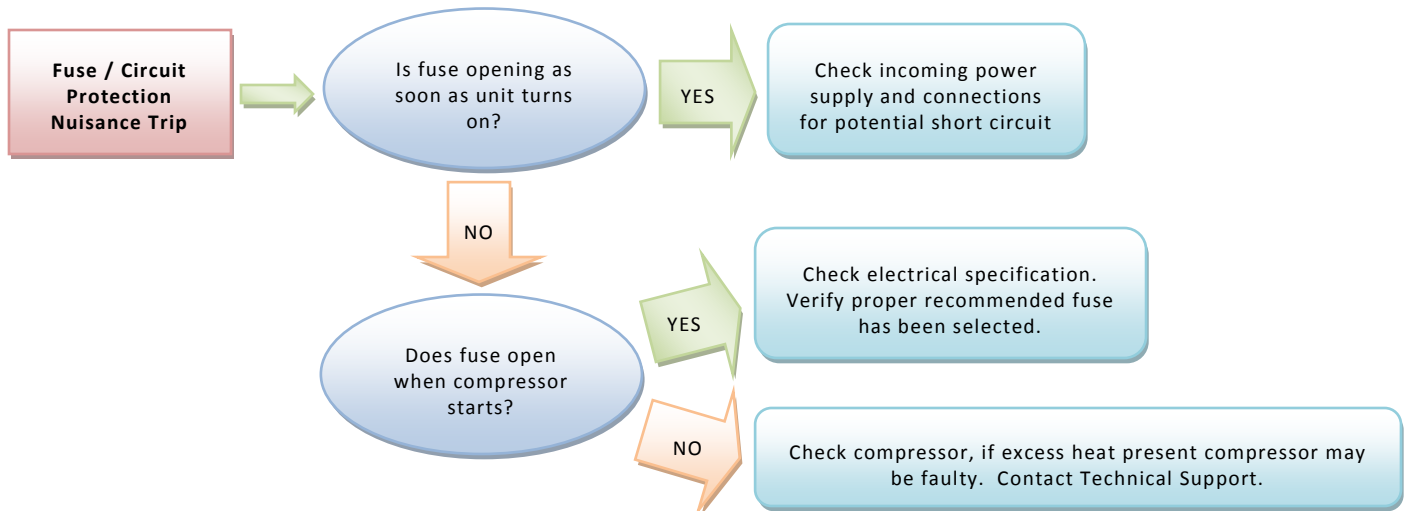 Fuse / Circuit
Protection
Nuisance Trip
Is fuse opening as
soon as unit turns
on?
YES
Check incoming power
supply and connections
for potential short circuit
NO
Does fuse open
when compressor
starts?
YES
Check electrical specification.
Verify proper recommended fuse
has been selected.
NO
Check compressor, if excess heat present compressor may
be faulty. Contact Technical Support.